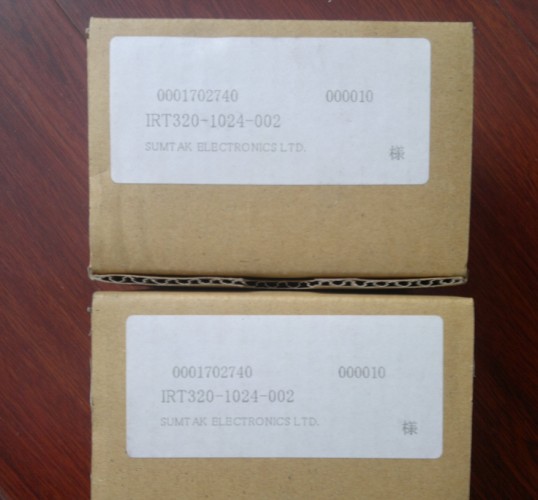 0001702740 000010
IRT320-1024-002
SUMTAK ELECTRONICS LTD.
様
0001702740 000010
IRT320-1024-002
SUMTAK ELECTRONICS LTD.
様